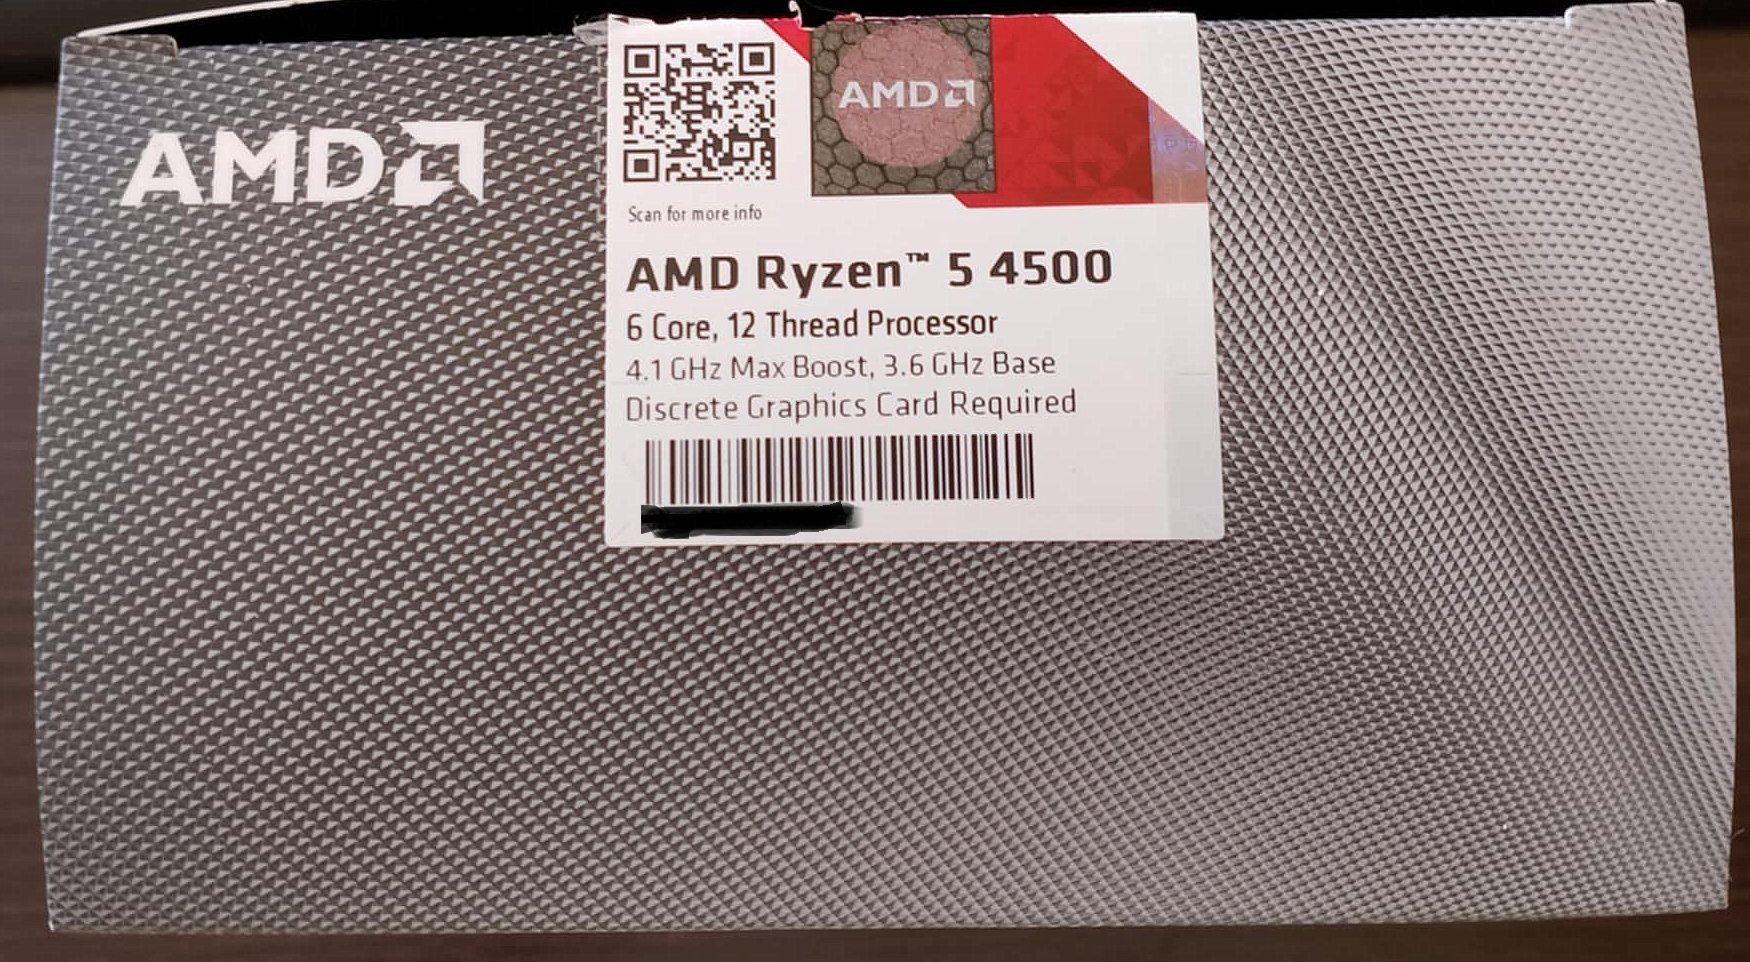 AMD
AMD
Scan for more info
AMD Ryzen™ 5 4500
6 Core, 12 Thread Processor
4.1 GHz Max Boost, 3.6 GHz Base
Discrete Graphics Card Required